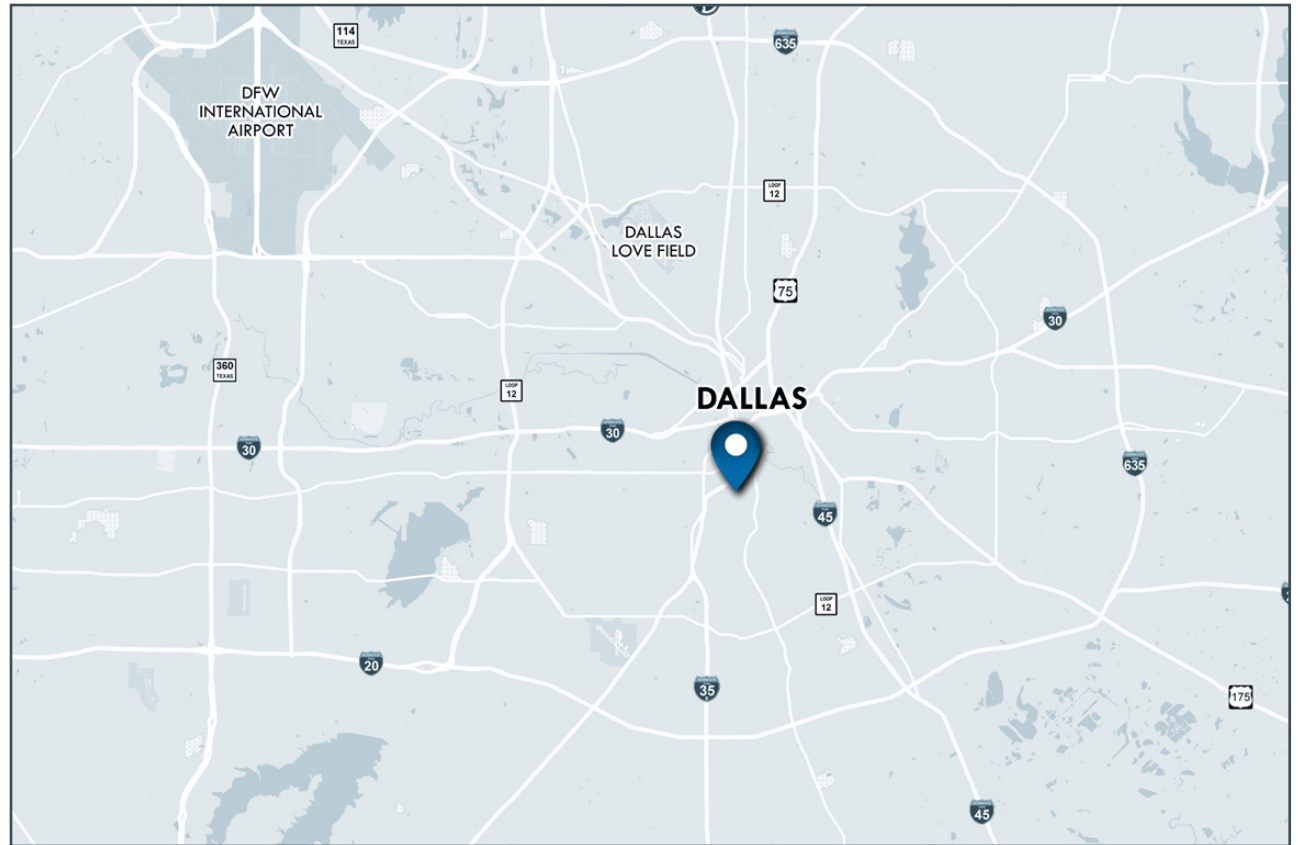 114
TEXAS
635
DFW
INTERNATIONAL
AIRPORT
LOOP
12
DALLAS
LOVE FIELD
75
30
360
TEXAS
LOOP
12
DALLAS
30
30
635
45
LOOP
12
20
35
175
45